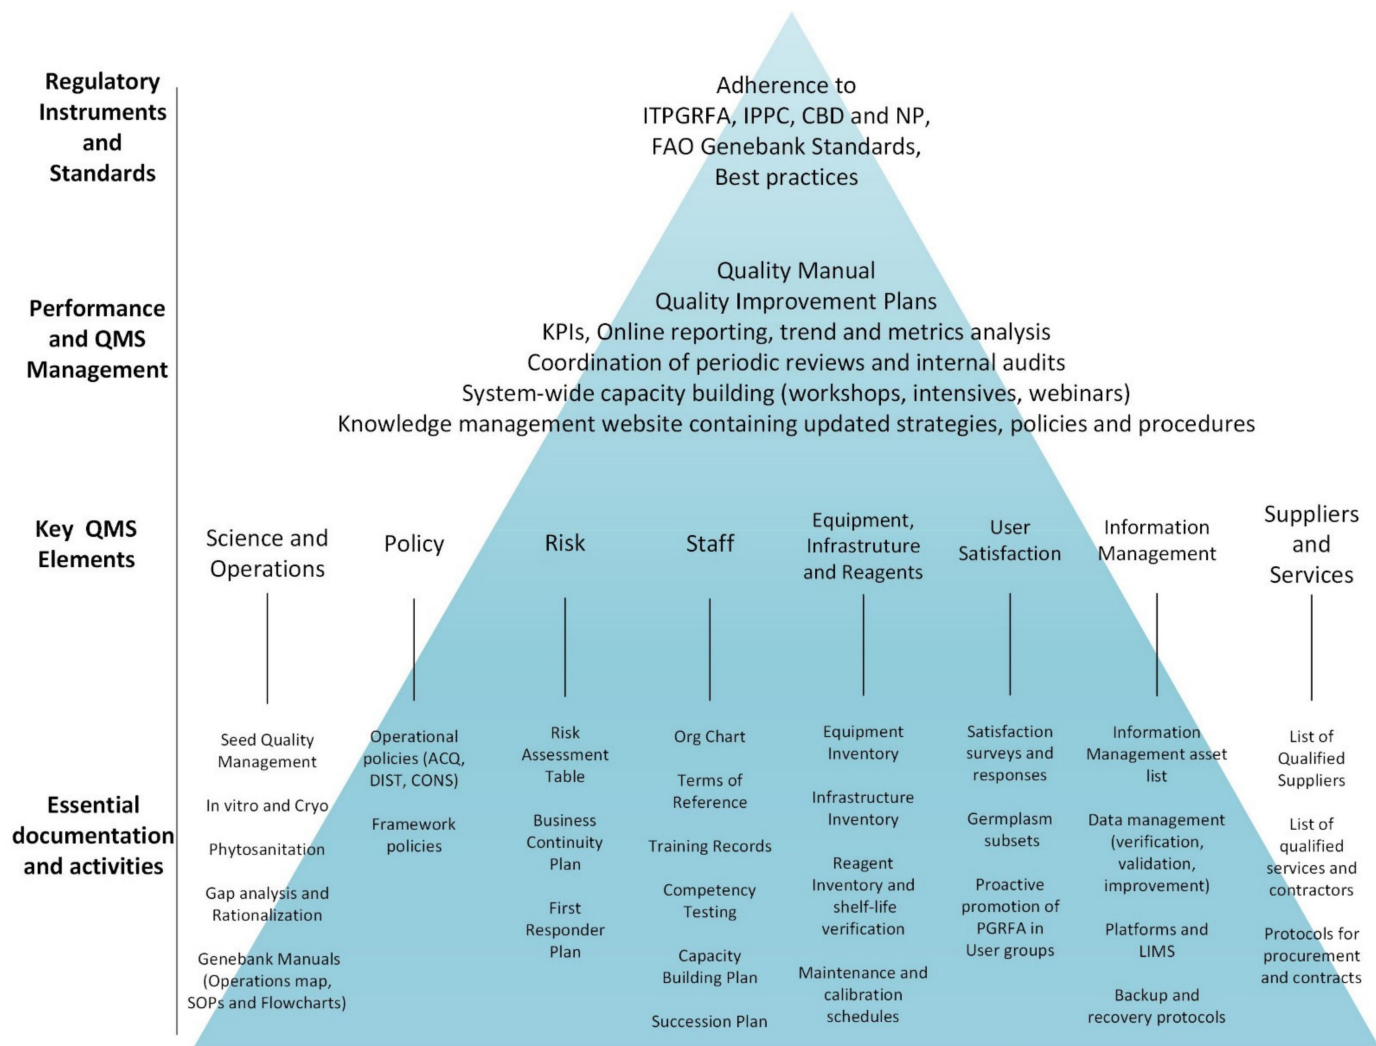 Regulatory
Instruments
and
Standards
Adherence to
ITPGRFA, IPPC, CBD and NP,
FAO Genebank Standards,
Best practices
Performance
and QMS
Management
Quality Manual
Quality Improvement Plans
KPIs, Online reporting, trend and metrics analysis
Coordination of periodic reviews and internal audits
System-wide capacity building (workshops, intensives, webinars)
Knowledge management website containing updated strategies, policies and procedures
Key QMS
Elements
Science and
Operations
Policy
Risk
Staff
Equipment,
Infrastruture
and Reagents
User
Satisfaction
Information
Management
Suppliers
and
Services
Essential
documentation
and activities
Seed Quality
Management
In vitro and Cryo
Phytosanitation
Gap analysis and
Rationalization
Genebank Manuals
(Operations map,
SOPs and Flowcharts)
Operational
policies (ACQ,
DIST, CONS)
Framework
policies
Risk
Assessment
Table
Business
Continuity
Plan
First
Responder
Plan
Org Chart
Terms of
Reference
Training Records
Competency
Testing
Capacity
Building Plan
Succession Plan
Equipment
Inventory
Infrastructure
Inventory
Reagent
Inventory and
shelf-life
verification
Maintenance and
calibration
schedules
Satisfaction
surveys and
responses
Germplasm
subsets
Proactive
promotion of
PGRFA in
User groups
Information
Management asset
list
Data management
(verification,
validation,
improvement)
Platforms and
LIMS
Backup and
recovery protocols
List of
Qualified
Suppliers
List of
qualified
services and
contractors
Protocols for
procurement
and contracts